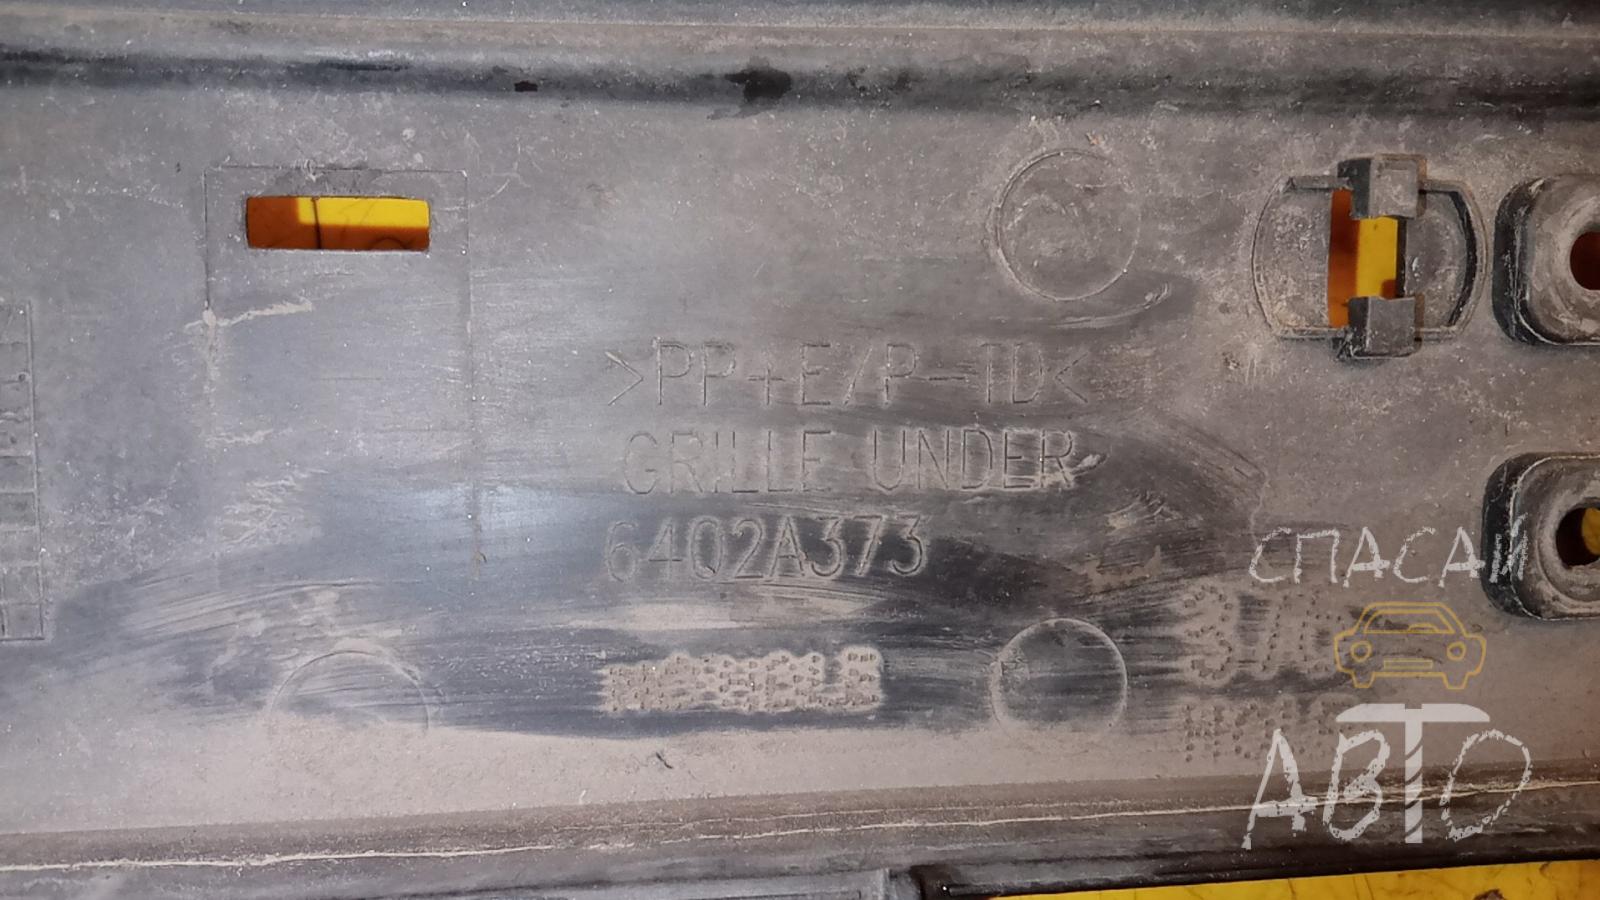 >PP+E/P-TD<
GRILLE UNDER
6402A373
СПАСАЙ
АВТО